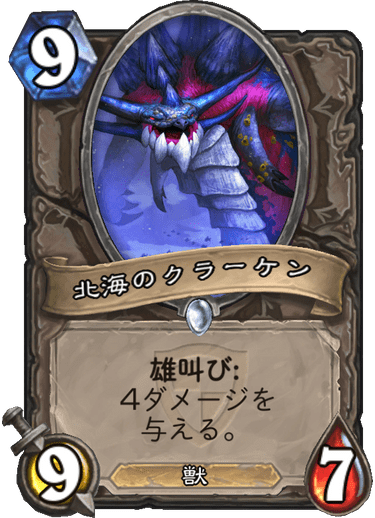 9
北海のクラーケン
雄叫び:
4ダメージを
与える。
獣
9
7